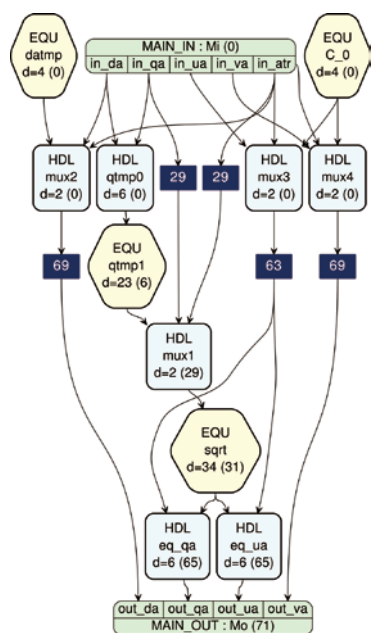 EQU
datmp
d=4 (0)
MAIN_IN : Mi (0)
in_da in_qa in_ua in_va in_atr
EQU
C_0
d=4 (0)
HDL
mux2
d=2 (0)
HDL
qtmp0
d=6 (0)
29
29
HDL
mux3
d=2 (0)
HDL
mux4
d=2 (0)
69
EQU
qtmp1
d=23 (6)
63
69
HDL
mux1
d=2 (29)
EQU
sqrt
d=34 (31)
HDL
eq_qa
d=6 (65)
HDL
eq_ua
d=6 (65)
out_da out_qa out_ua out_va
MAIN_OUT : Mo (71)